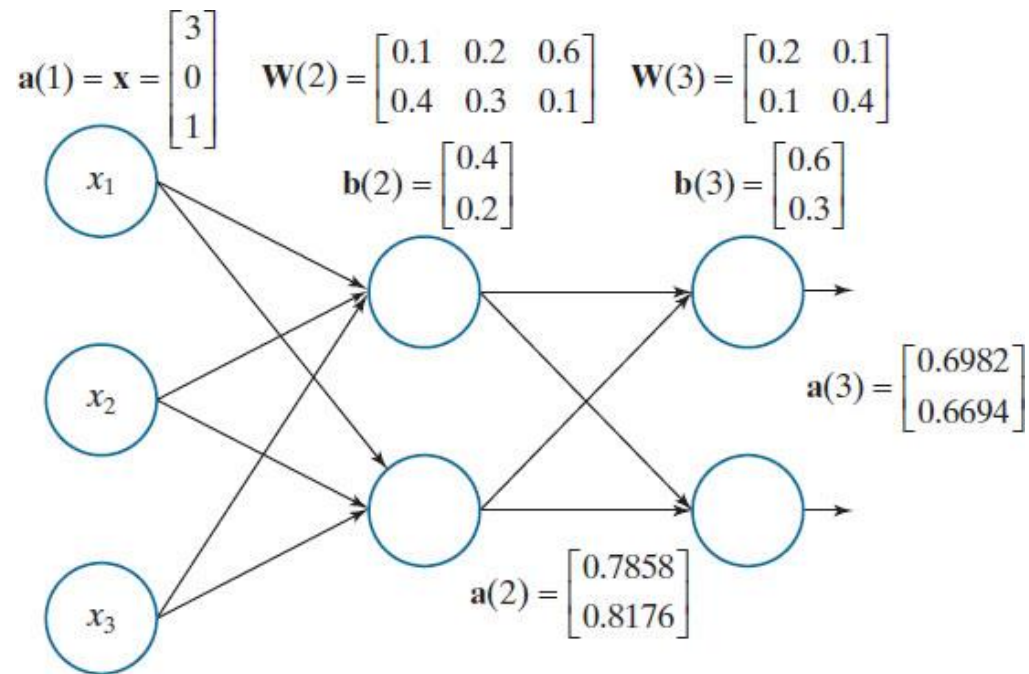 a(1) = x = [3 0 1]
W(2) = [0.1 0.2 0.6
0.4 0.3 0.1]
W(3) = [0.2 0.1
0.1 0.4]
b(2) = [0.4
0.2]
b(3) = [0.6
0.3]
x₁
x₂
x₃
a(3) = [0.6982
0.6694]
a(2) = [0.7858
0.8176]